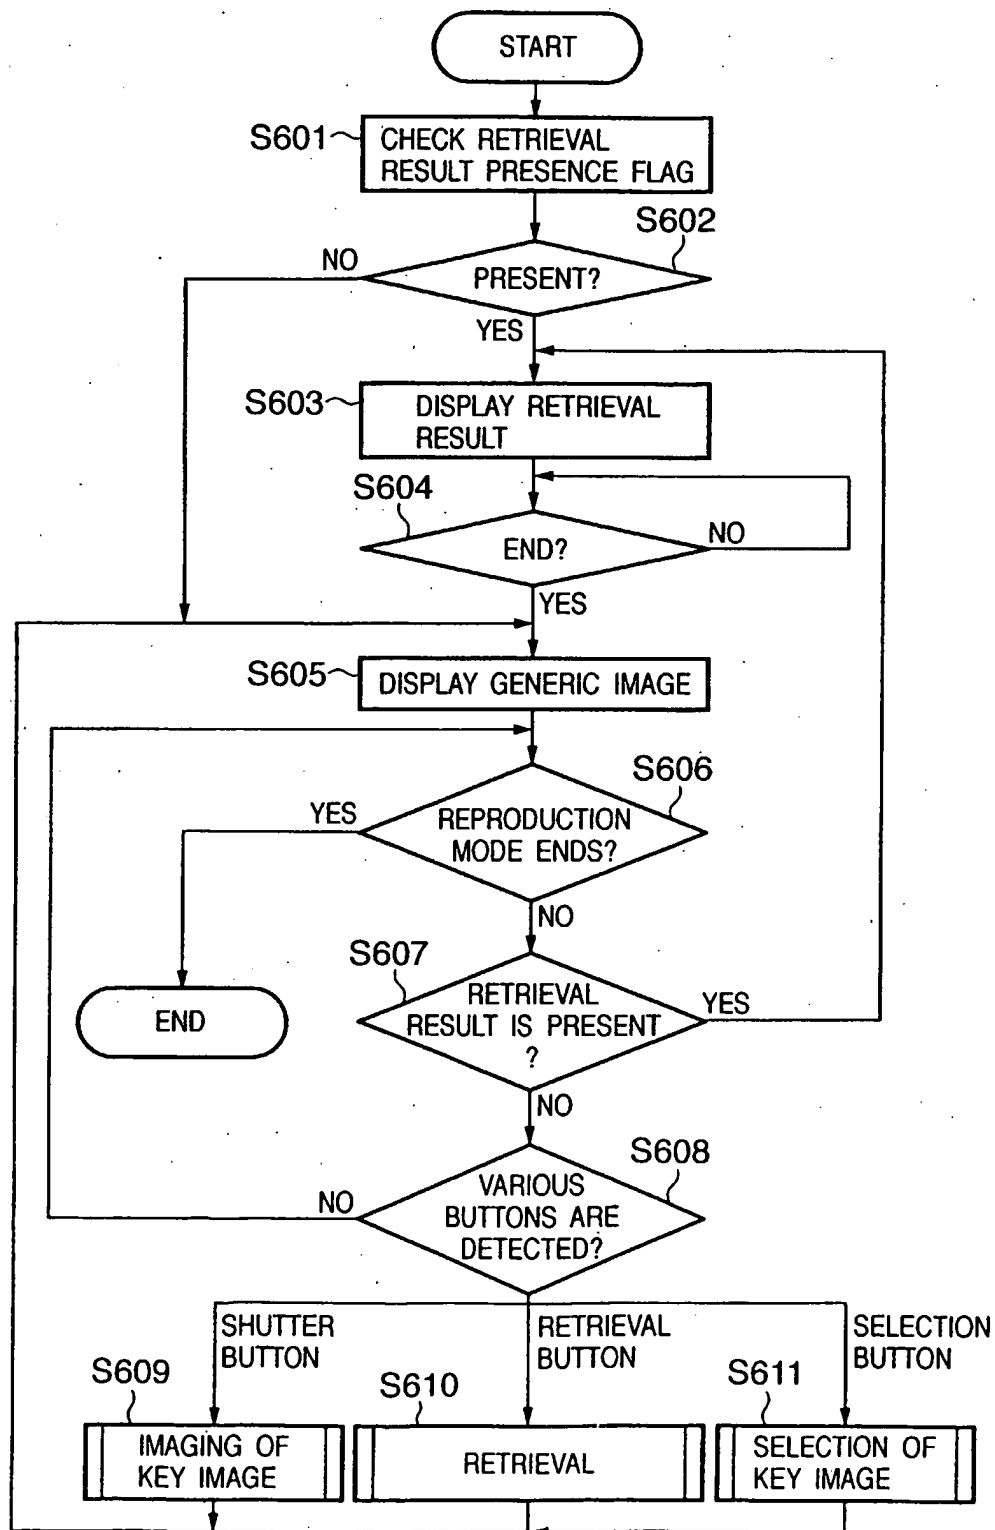 START
S601
CHECK RETRIEVAL
RESULT PRESENCE FLAG
S602
NO
PRESENT?
YES
S603
DISPLAY RETRIEVAL
RESULT
S604
END?
NO
YES
S605
DISPLAY GENERIC IMAGE
S606
YES
REPRODUCTION
MODE ENDS?
NO
S607
END
RETRIEVAL
RESULT IS PRESENT
?
YES
NO
S608
NO
VARIOUS
BUTTONS ARE
DETECTED?
SHUTTER
BUTTON
RETRIEVAL
BUTTON
SELECTION
BUTTON
S609
IMAGING OF
KEY IMAGE
S610
RETRIEVAL
S611
SELECTION OF
KEY IMAGE